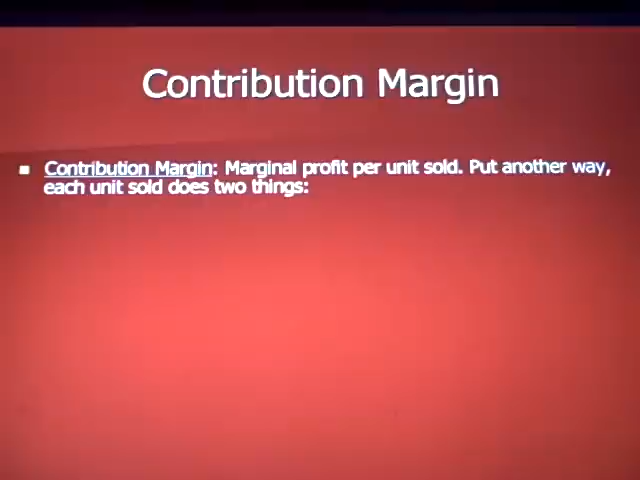 Contribution Margin
Contribution Margin: Marginal profit per unit sold. Put another way,
each unit sold does two things: